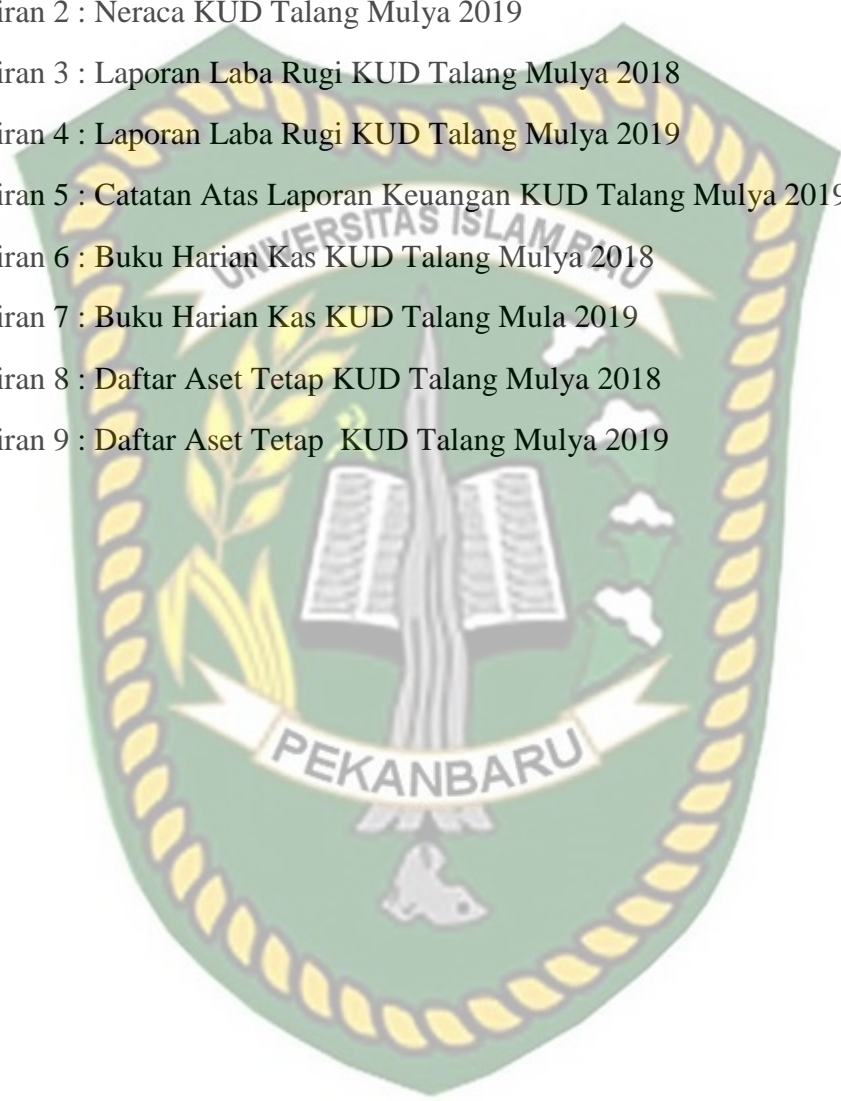 iran 2 : Neraca KUD Talang Mulya 2019
iran 3 : Laporan Laba Rugi KUD Talang Mulya 2018
iran 4 : Laporan Laba Rugi KUD Talang Mulya 2019
iran 5 : Catatan Atas Laporan Keuangan KUD Talang Mulya 2019
UNIVERSITAS ISLAM RIAU
iran 6 : Buku Harian Kas KUD Talang Mulya 2018
iran 7 : Buku Harian Kas KUD Talang Mula 2019
iran 8 : Daftar Aset Tetap KUD Talang Mulya 2018
iran 9 : Daftar Aset Tetap  KUD Talang Mulya 2019
PEKANBARU